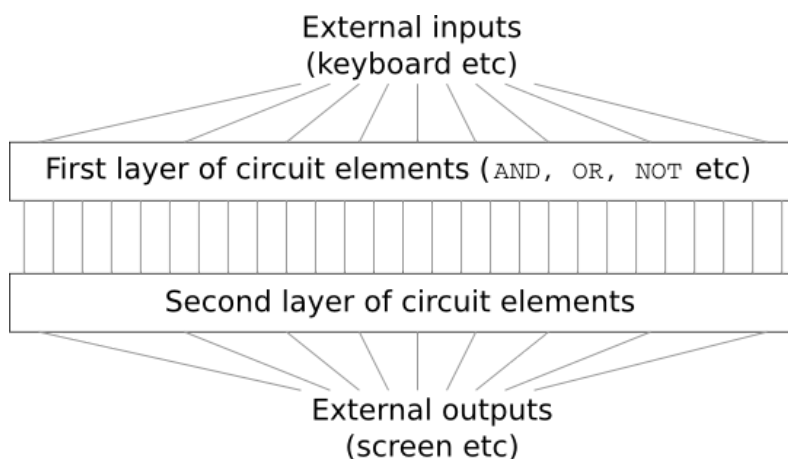 External inputs
(keyboard etc)
First layer of circuit elements (AND, OR, NOT etc)
Second layer of circuit elements
External outputs
(screen etc)